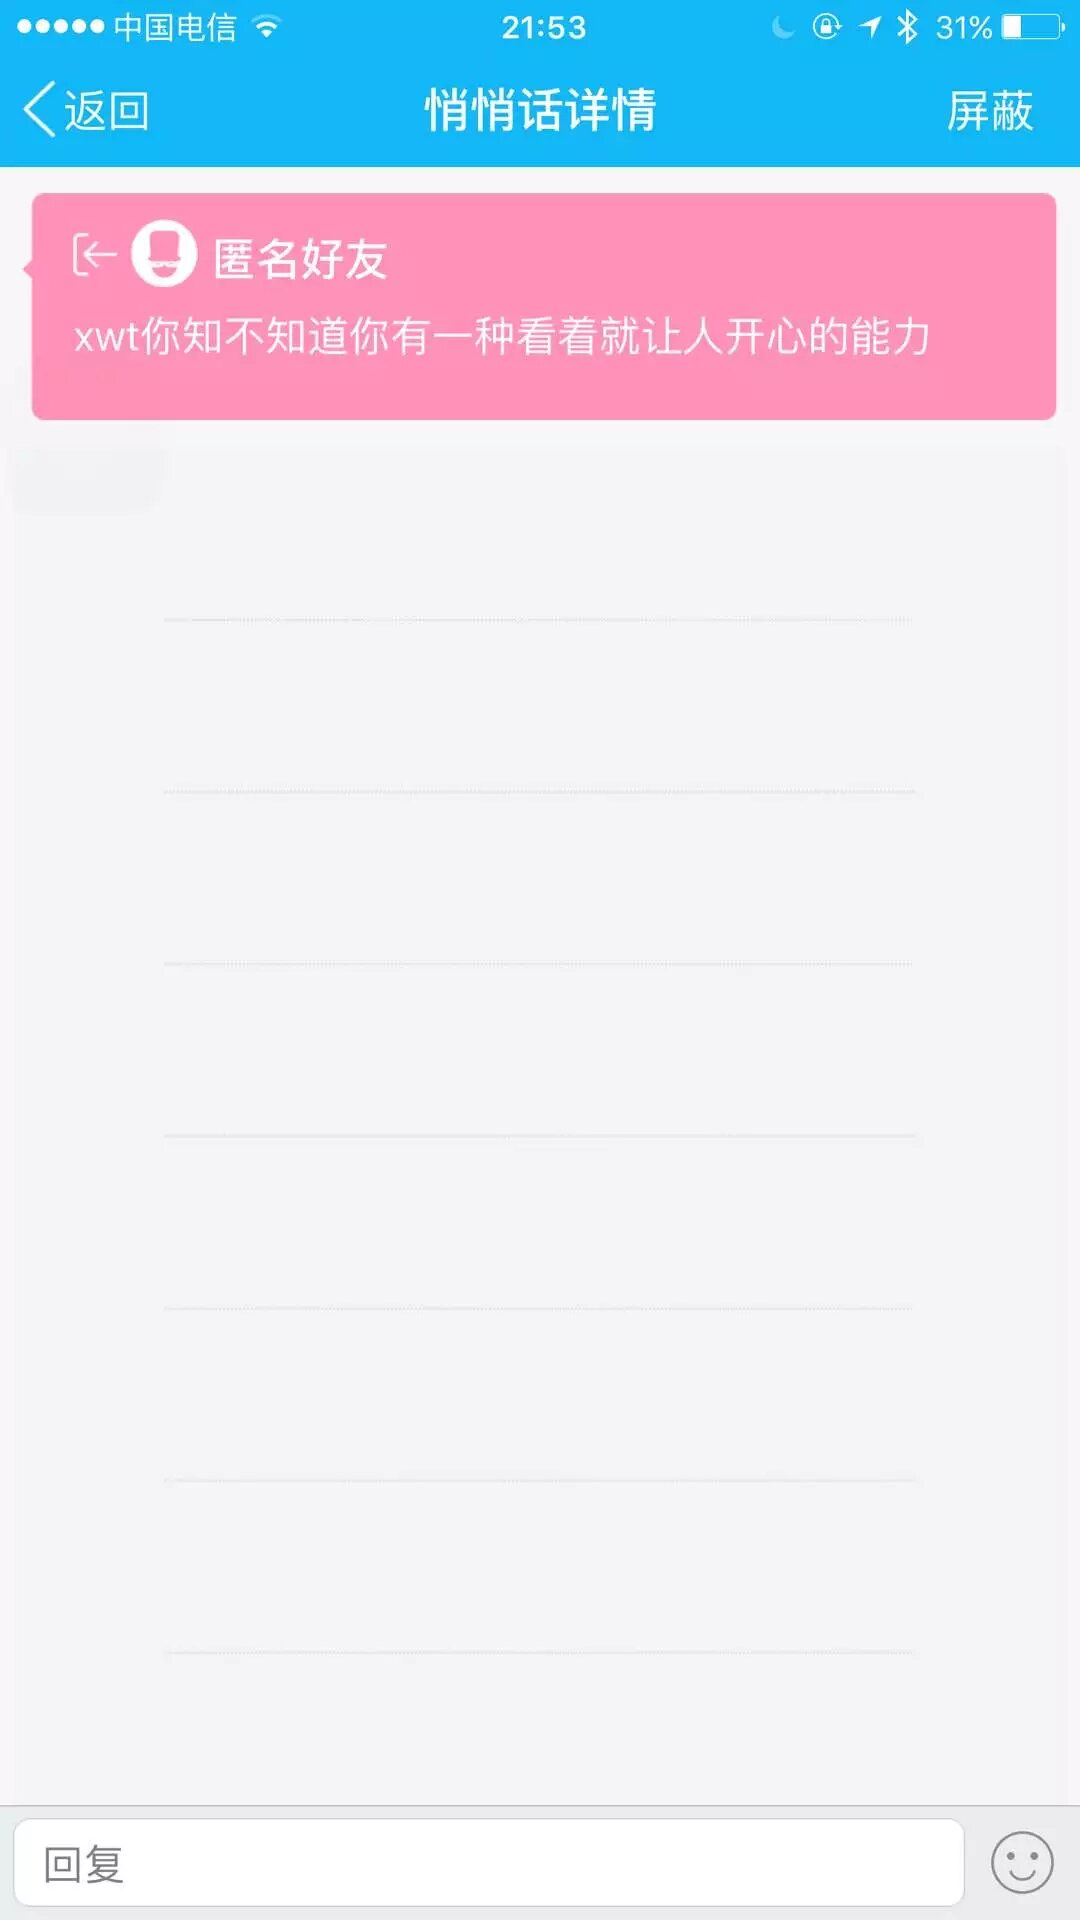 中国电信 21:53 31%
返回 悄悄话详情 屏蔽
匿名好友
xwt你知不知道你有一种看着就让人开心的能力
回复